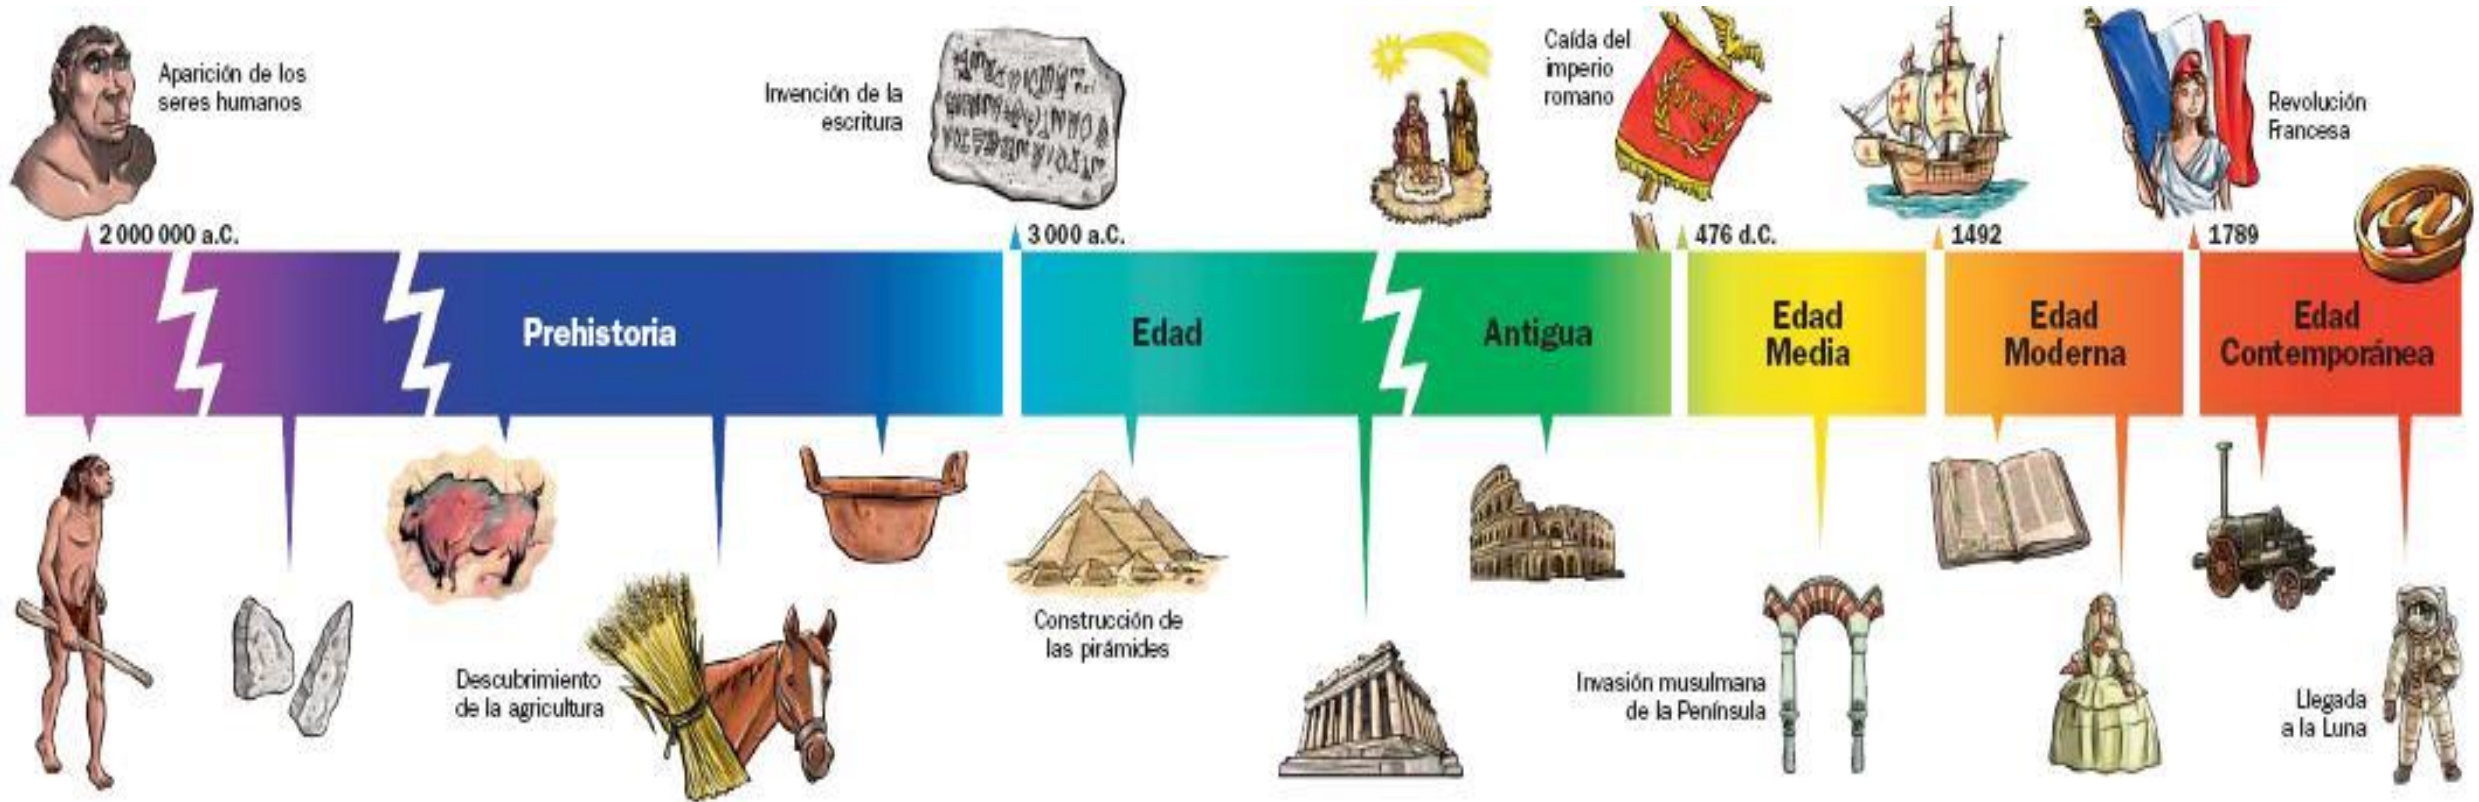 Aparición de los
seres humanos
Invención de la
escritura
Caída del
imperio
romano
Revolución
Francesa
2 000 000 a.C.
3 000 a.C.
476 d.C.
1492
1789
Prehistoria
Edad
Antigua
Edad
Media
Edad
Moderna
Edad
Contemporánea
Descubrimiento
de la agricultura
Construcción de
las pirámides
Invasión musulmana
de la Península
Llegada
a la Luna